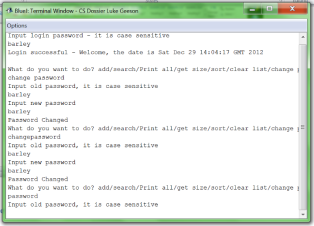 BlueJ: Terminal Window - CS Dossier Luke Geeson
Options
Input login password - it is case sensitive
barley
Login successful - Welcome, the date is Sat Dec 29 14:04:17 GMT 2012
What do you want to do? add/search/Print all/get size/sort/clear list/change p
change password
Input old password, it is case sensitive
barley
Input new password
barley
Password Changed
What do you want to do? add/search/Print all/get size/sort/clear list/change p
changepassword
Input old password, it is case sensitive
barley
Input new password
barley
Password Changed
What do you want to do? add/search/Print all/get size/sort/clear list/change p
password
Input old password, it is case sensitive